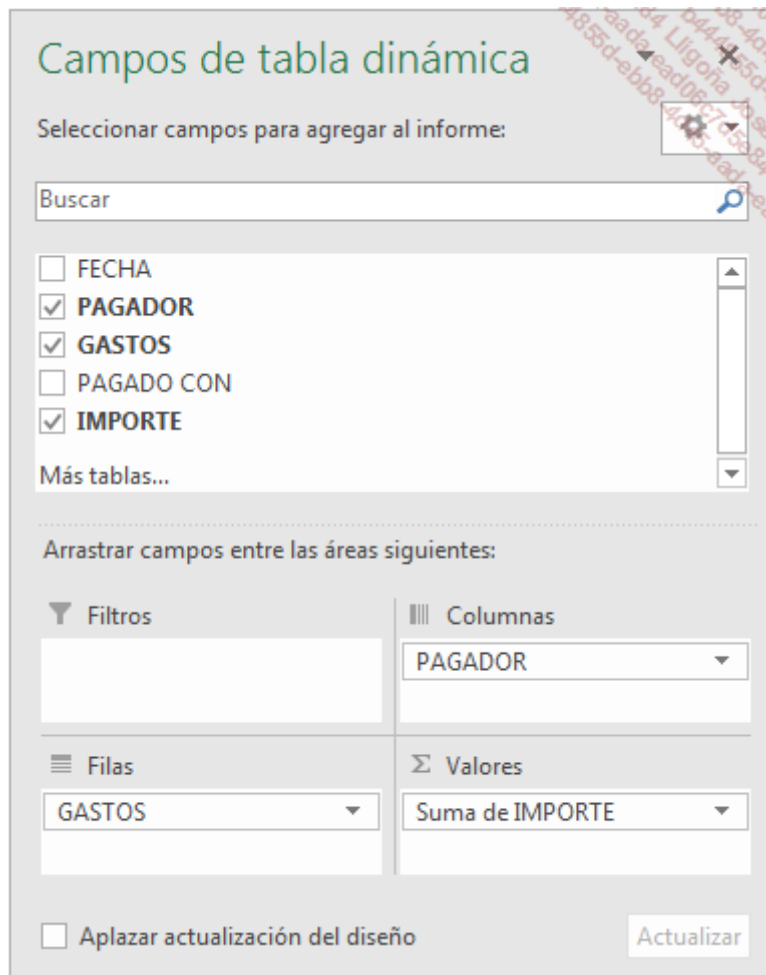 Campos de tabla dinámica
Seleccionar campos para agregar al informe:
Buscar
FECHA
PAGADOR
GASTOS
PAGADO CON
IMPORTE
Más tablas...
Arrastrar campos entre las áreas siguientes:
Filtros
Columnas
PAGADOR
Filas
Valores
GASTOS
Suma de IMPORTE
Aplazar actualización del diseño
Actualizar